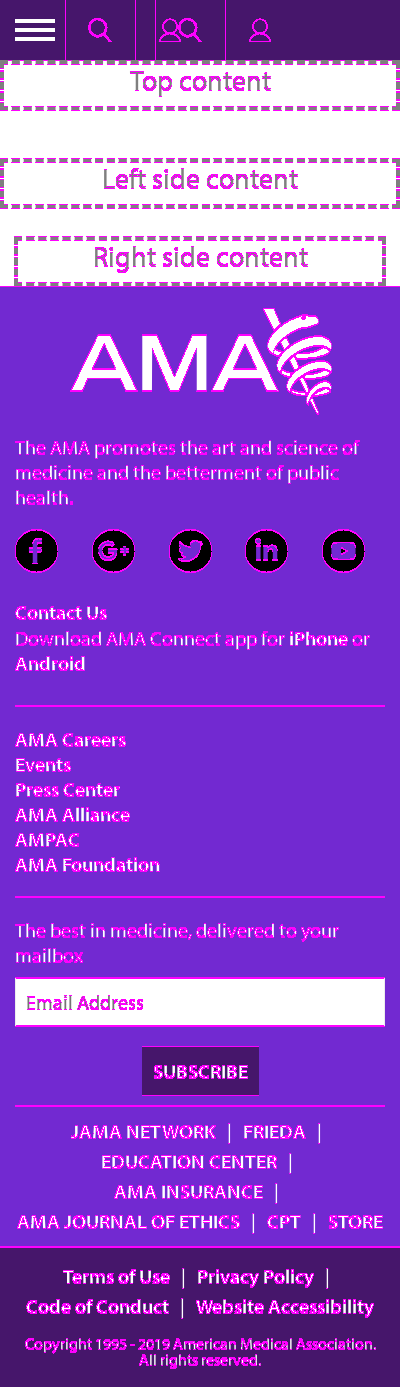 Top content
Left side content
Right side content
AMA
The AMA promotes the art and science of
medicine and the betterment of public
health.
Contact Us
Download AMA Connect app for iPhone or
Android
AMA Careers
Events
Press Center
AMA Alliance
AMPAC
AMA Foundation
The best in medicine, delivered to your
mailbox
Email Address
SUBSCRIBE
JAMA NETWORK | FRIEDA |
EDUCATION CENTER |
AMA INSURANCE |
AMA JOURNAL OF ETHICS | CPT | STORE
Terms of Use | Privacy Policy |
Code of Conduct | Website Accessibility
Copyright 1995 - 2019 American Medical Association.
All rights reserved.